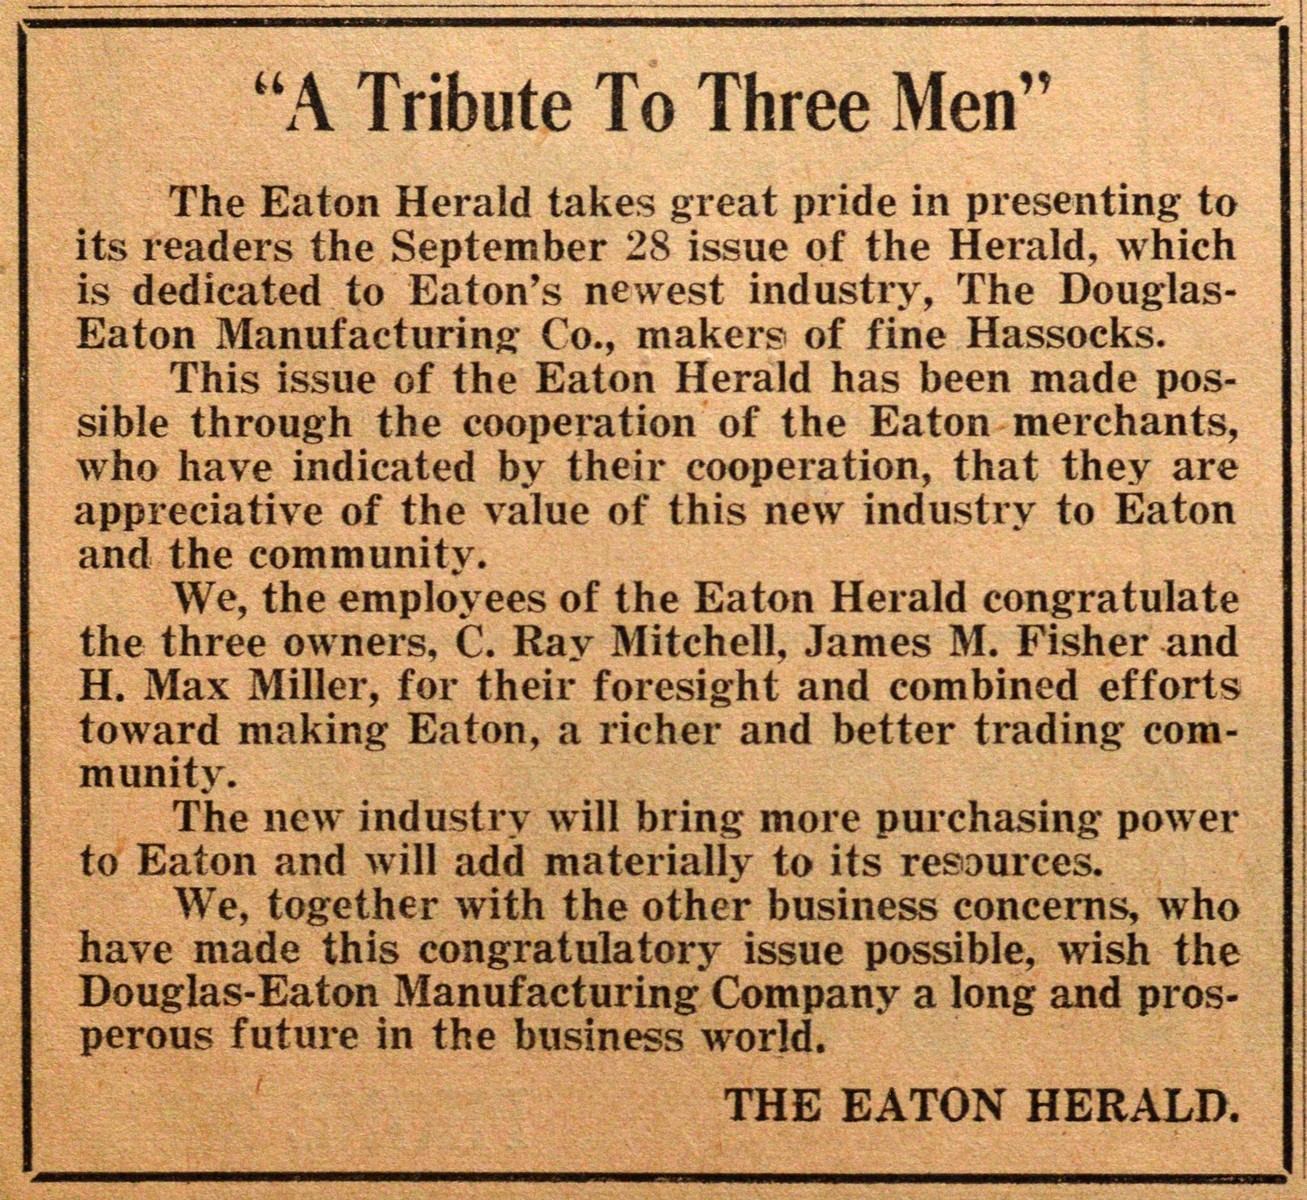 “A Tribute To Three Men”
The Eaton Herald takes great pride in presenting to
its readers the September 28 issue of the Herald, which
is dedicated to Eaton’s newest industry, The Douglas-
Eaton Manufacturing Co., makers of fine Hassocks.
This issue of the Eaton Herald has been made pos-
sible through the cooperation of the Eaton merchants,
who have indicated by their cooperation, that they are
appreciative of the value of this new industry to Eaton
and the community.
We, the employees of the Eaton Herald congratulate
the three owners, C. Ray Mitchell, James M. Fisher and
H. Max Miller, for their foresight and combined efforts
toward making Eaton, a richer and better trading com-
munity.
The new industry will bring more purchasing power
to Eaton and will add materially to its resources.
We, together with the other business concerns, who
have made this congratulatory issue possible, wish the
Douglas-Eaton Manufacturing Company a long and pros-
perous future in the business world.
THE EATON HERALD.